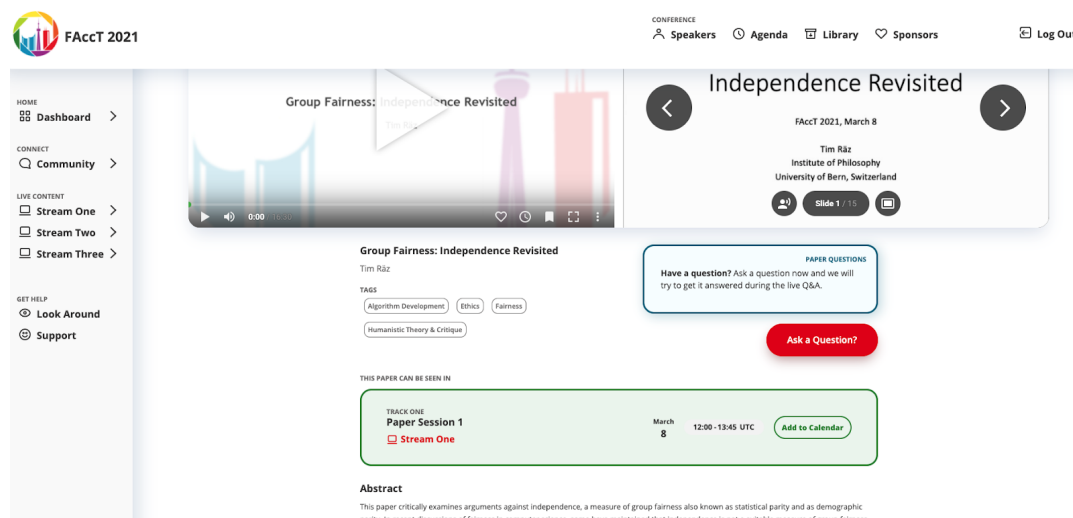 FAccT 2021
CONFERENCE
Speakers
Agenda
Library
Sponsors
Log Out
HOME
Dashboard
CONNECT
Community
LIVE CONTENT
Stream One
Stream Two
Stream Three
GET HELP
Look Around
Support
Group Fairness: Independence Revisited
Tim Räz
0:00 / 16:30
Independence Revisited
FAccT 2021, March 8
Tim Räz
Institute of Philosophy
University of Bern, Switzerland
Slide 1 / 15
Group Fairness: Independence Revisited
Tim Räz
TAGS
Algorithm Development
Ethics
Fairness
Humanistic Theory & Critique
PAPER QUESTIONS
Have a question? Ask a question now and we will
try to get it answered during the live Q&A.
Ask a Question?
THIS PAPER CAN BE SEEN IN
TRACK ONE
Paper Session 1
Stream One
March
8
12:00 - 13:45 UTC
Add to Calendar
Abstract
This paper critically examines arguments against independence, a measure of group fairness also known as statistical parity and as demographic